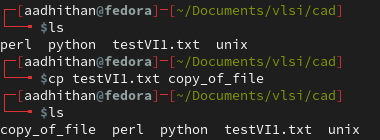 ┌─[aadhithan@fedora]─[~/Documents/vlsi/cad]
└──╼ $ls
perl  python  testVI1.txt  unix
┌─[aadhithan@fedora]─[~/Documents/vlsi/cad]
└──╼ $cp testVI1.txt copy_of_file
┌─[aadhithan@fedora]─[~/Documents/vlsi/cad]
└──╼ $ls
copy_of_file  perl  python  testVI1.txt  unix